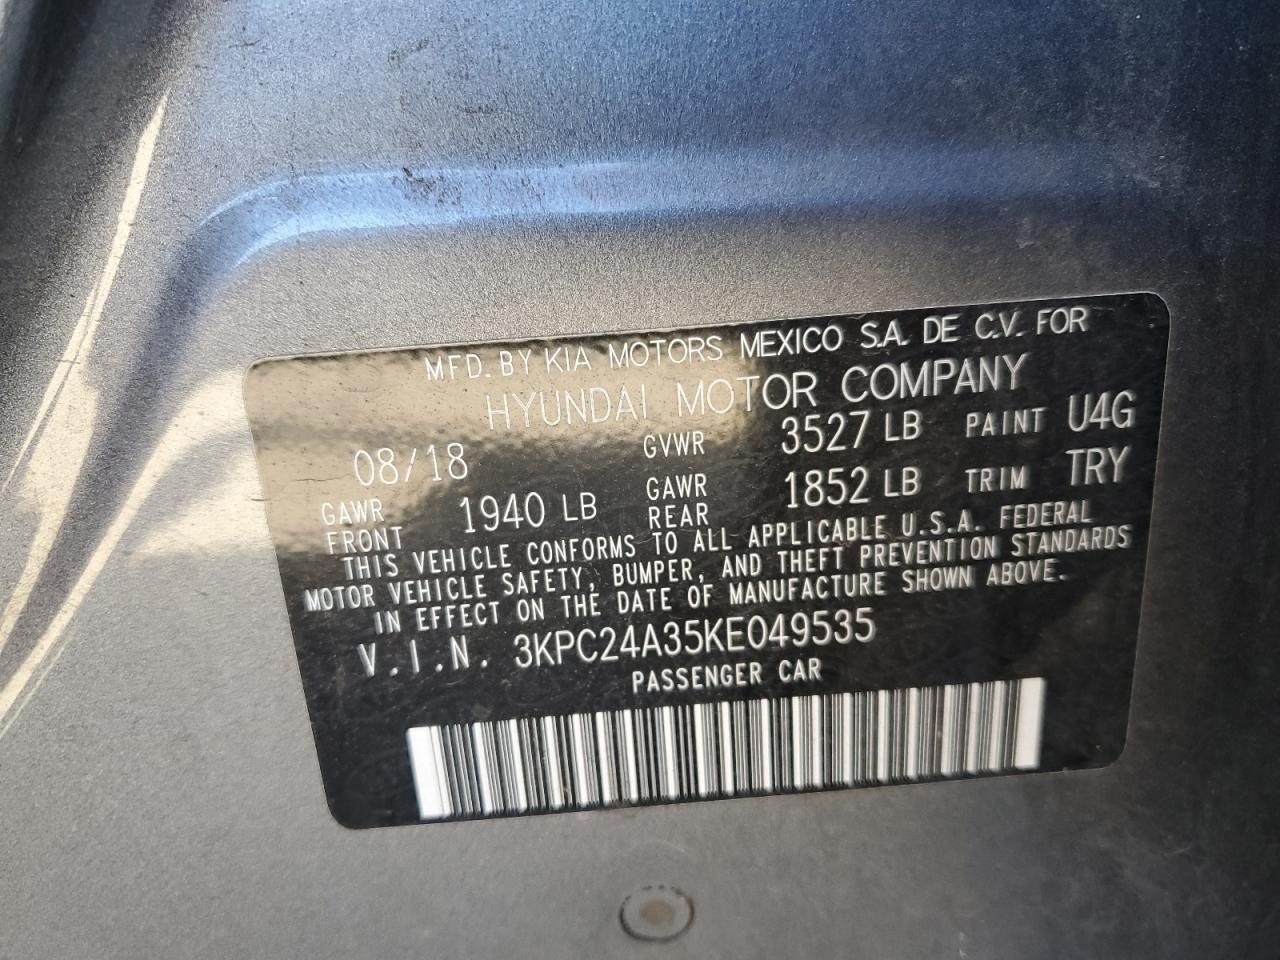 MFD. BY KIA MOTORS MEXICO S.A. DE C.V. FOR
HYUNDAI MOTOR COMPANY
08/18 GVWR 3527 LB PAINT U4G
GAWR FRONT 1940 LB GAWR REAR 1852 LB TRIM TRY
THIS VEHICLE CONFORMS TO ALL APPLICABLE U.S.A. FEDERAL
MOTOR VEHICLE SAFETY, BUMPER, AND THEFT PREVENTION STANDARDS
IN EFFECT ON THE DATE OF MANUFACTURE SHOWN ABOVE.
V.I.N. 3KPC24A35KE049535
PASSENGER CAR